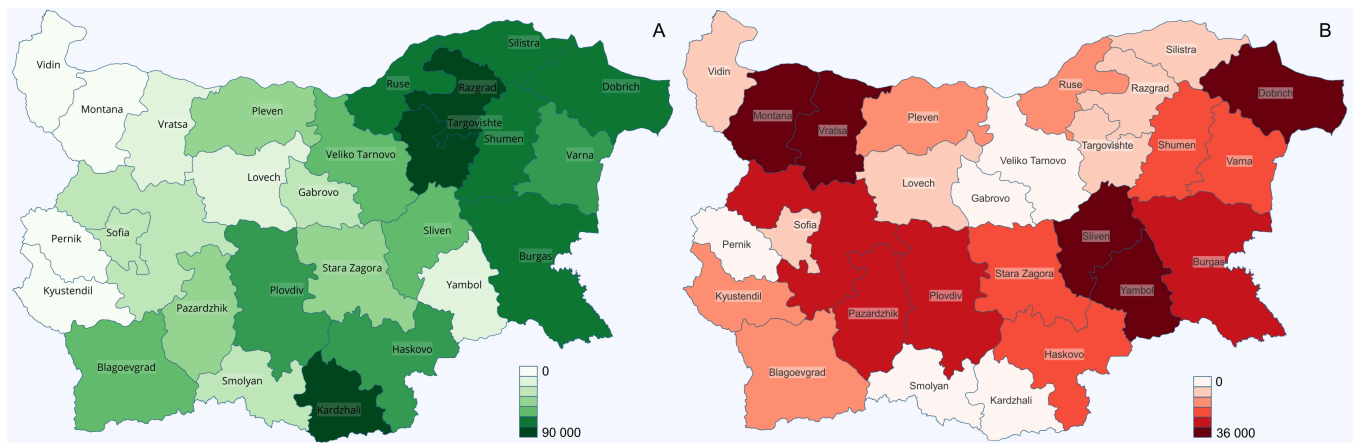 A
Silistra
Vidin
Ruse
Razgrad
Dobrich
Montana
Pleven
Vratsa
Targovishte
Shumen
Veliko Tarnovo
Varna
Lovech
Gabrovo
Sofia
Sliven
Pernik
Burgas
Stara Zagora
Kyustendil
Plovdiv
Yambol
Pazardzhik
Haskovo
Blagoevgrad
Smolyan
Kardzhali
0
90 000
B
Silistra
Vidin
Ruse
Razgrad
Dobrich
Montana
Pleven
Vratsa
Targovishte
Shumen
Veliko Tarnovo
Varna
Lovech
Gabrovo
Sofia
Sliven
Pernik
Burgas
Stara Zagora
Kyustendil
Plovdiv
Yambol
Pazardzhik
Haskovo
Blagoevgrad
Smolyan
Kardzhali
0
36 000